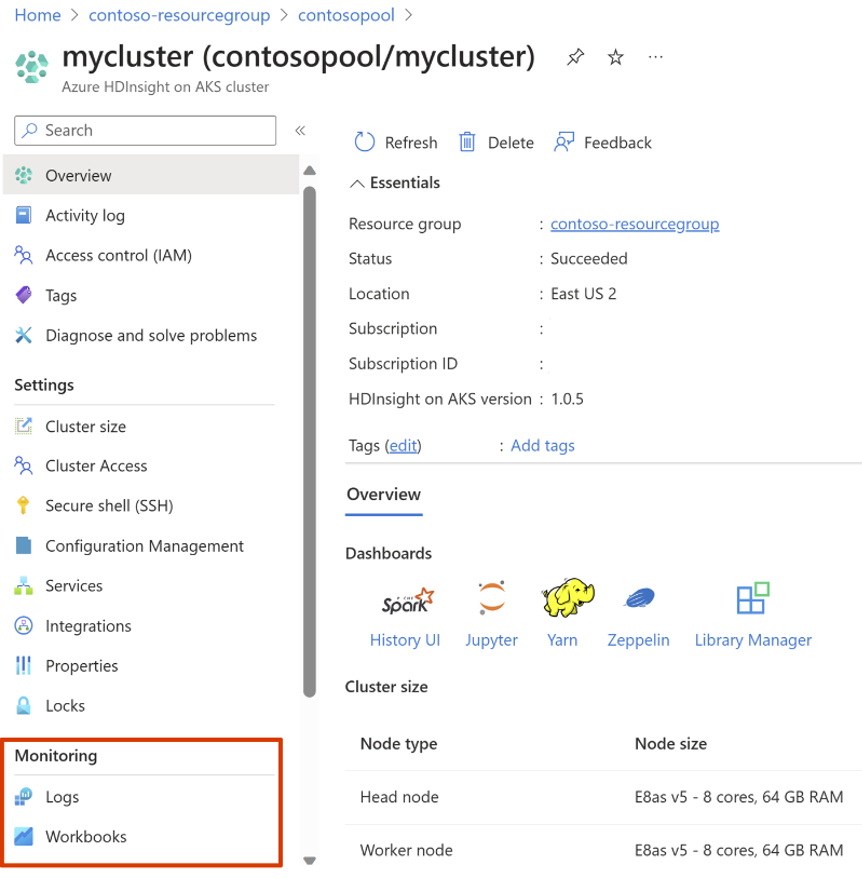 Home > contoso-resourcegroup > contosopool >
mycluster (contosopool/mycluster)
Azure HDInsight on AKS cluster
Search
Refresh Delete Feedback
Overview
Activity log
Access control (IAM)
Tags
Diagnose and solve problems
Settings
Cluster size
Cluster Access
Secure shell (SSH)
Configuration Management
Services
Integrations
Properties
Locks
Monitoring
Logs
Workbooks
Essentials
Resource group : contoso-resourcegroup
Status : Succeeded
Location : East US 2
Subscription :
Subscription ID :
HDInsight on AKS version : 1.0.5
Tags (edit) : Add tags
Overview
Dashboards
Spark
History UI Jupyter Yarn Zeppelin Library Manager
Cluster size
Node type Node size
Head node E8as v5 - 8 cores, 64 GB RAM
Worker node E8as v5 - 8 cores, 64 GB RAM